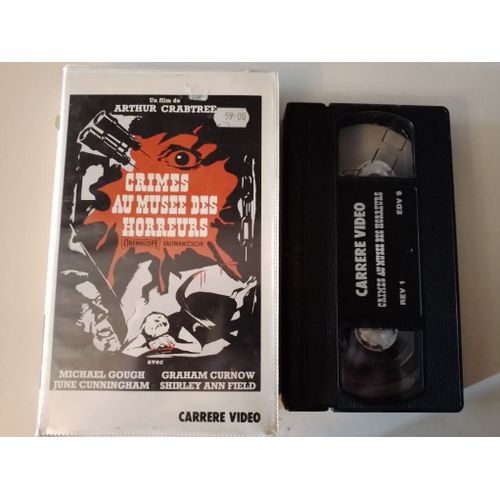 Un film de
ARTHUR CRABTREE
59,00
CRIMES
AU MUSEE DES
HORREURS
CINEMASCOPE EASTMANCOLOR
avec
MICHAEL GOUGH GRAHAM CURNOW
JUNE CUNNINGHAM SHIRLEY ANN FIELD
CARRERE VIDEO
CARRERE VIDEO
CRIMES AU MUSEE DES HORREURS
REV 1 EDV 9